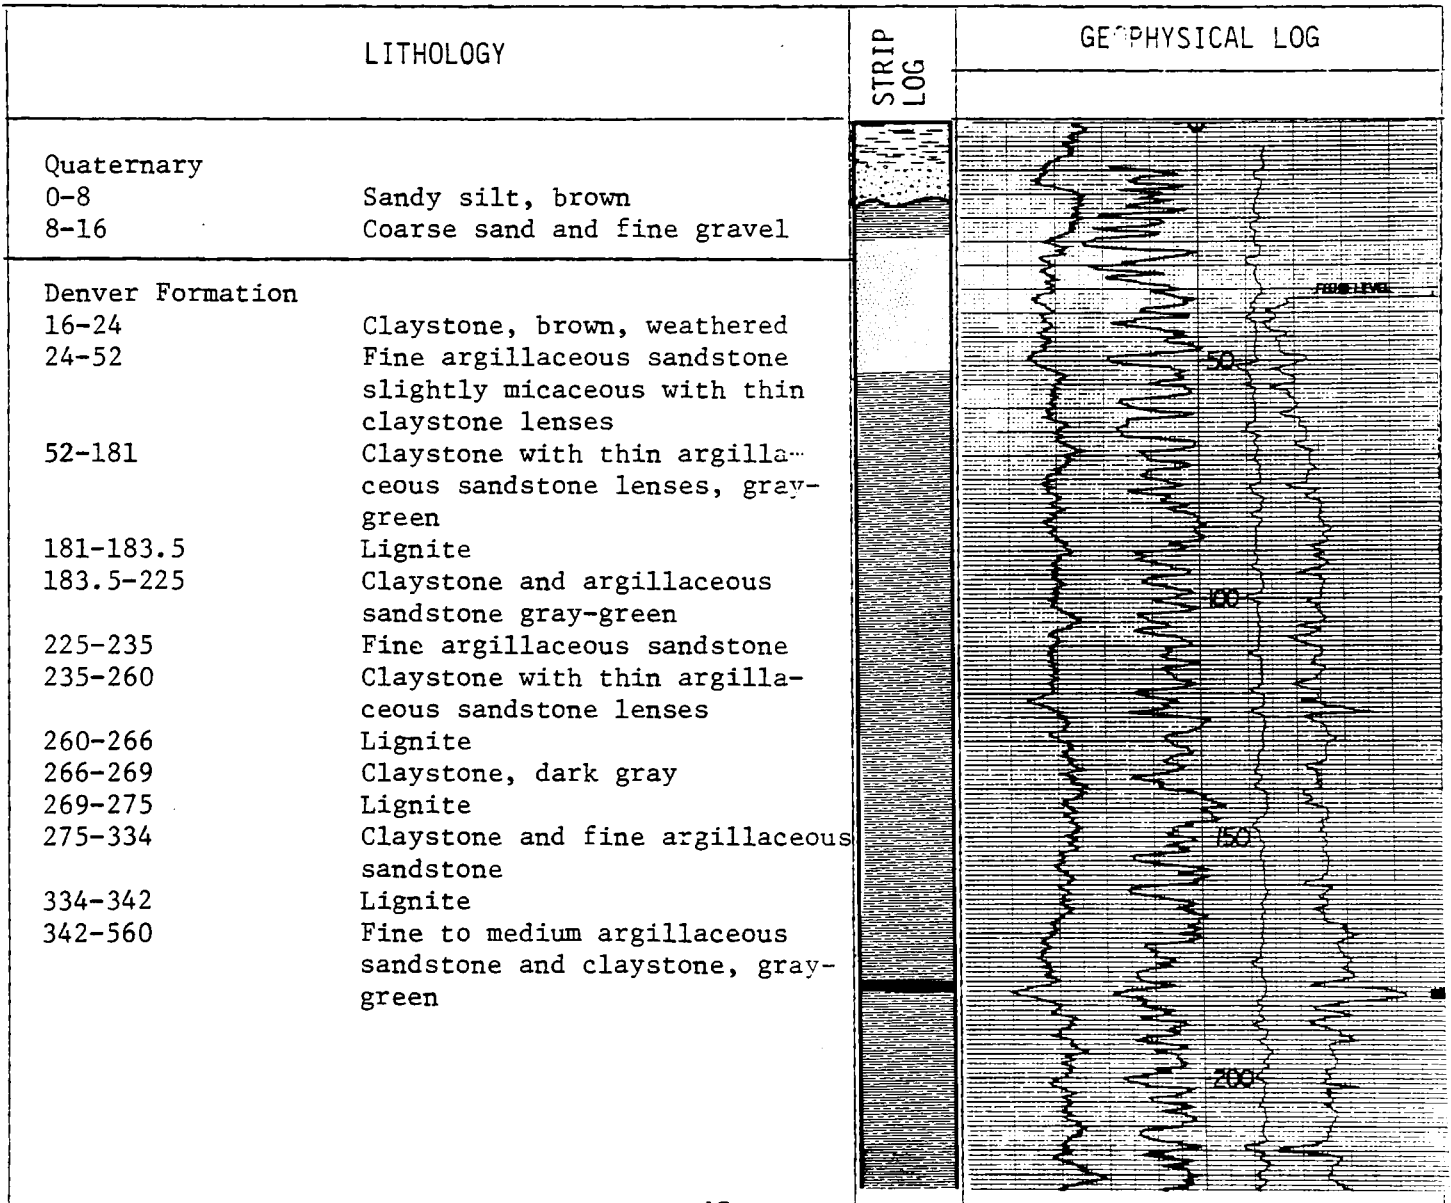 LITHOLOGY
STRIP LOG
GEOPHYSICAL LOG
Quaternary
0-8 Sandy silt, brown
8-16 Coarse sand and fine gravel
Denver Formation
16-24 Claystone, brown, weathered
24-52 Fine argillaceous sandstone
slightly micaceous with thin
claystone lenses
52-181 Claystone with thin argilla-
ceous sandstone lenses, gray-
green
181-183.5 Lignite
183.5-225 Claystone and argillaceous
sandstone gray-green
225-235 Fine argillaceous sandstone
235-260 Claystone with thin argilla-
ceous sandstone lenses
260-266 Lignite
266-269 Claystone, dark gray
269-275 Lignite
275-334 Claystone and fine argillaceous
sandstone
334-342 Lignite
342-560 Fine to medium argillaceous
sandstone and claystone, gray-
green
FLUID LEVEL
50
100
150
200